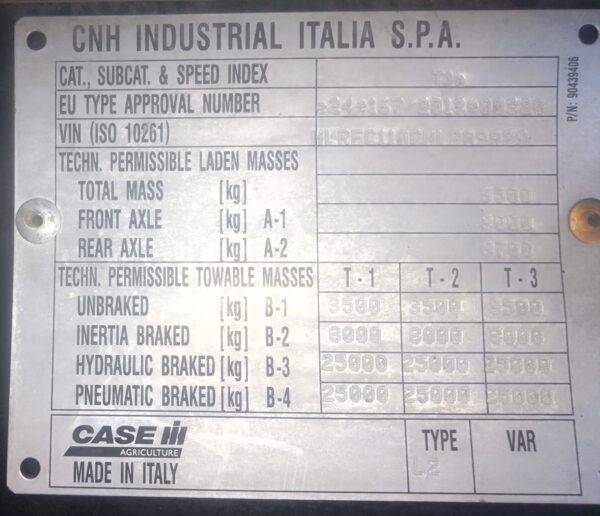 CNH INDUSTRIAL ITALIA S.P.A.
P/N: 90439406
CAT., SUBCAT. & SPEED INDEX
EU TYPE APPROVAL NUMBER
VIN (ISO 10261)
TECHN. PERMISSIBLE LADEN MASSES
TOTAL MASS [kg]
FRONT AXLE [kg] A-1
REAR AXLE [kg] A-2
TECHN. PERMISSIBLE TOWABLE MASSES T-1 T-2 T-3
UNBRAKED [kg] B-1 3500 3500 3500
INERTIA BRAKED [kg] B-2 8000 8000 8000
HYDRAULIC BRAKED [kg] B-3 25000 25000 25000
PNEUMATIC BRAKED [kg] B-4 25000 25000 25000
CASE IH
AGRICULTURE
MADE IN ITALY
TYPE VAR